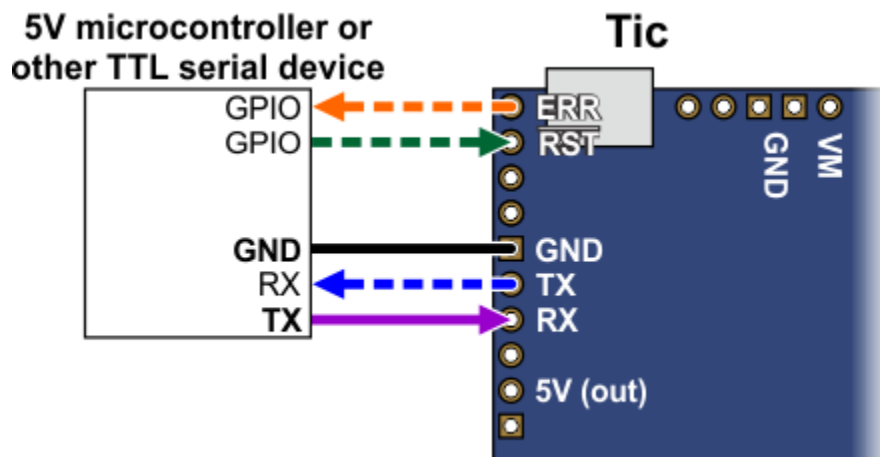 5V microcontroller or
other TTL serial device
Tic
GPIO
GPIO
GND
RX
TX
ERR
RST
GND
TX
RX
5V (out)
GND
VM